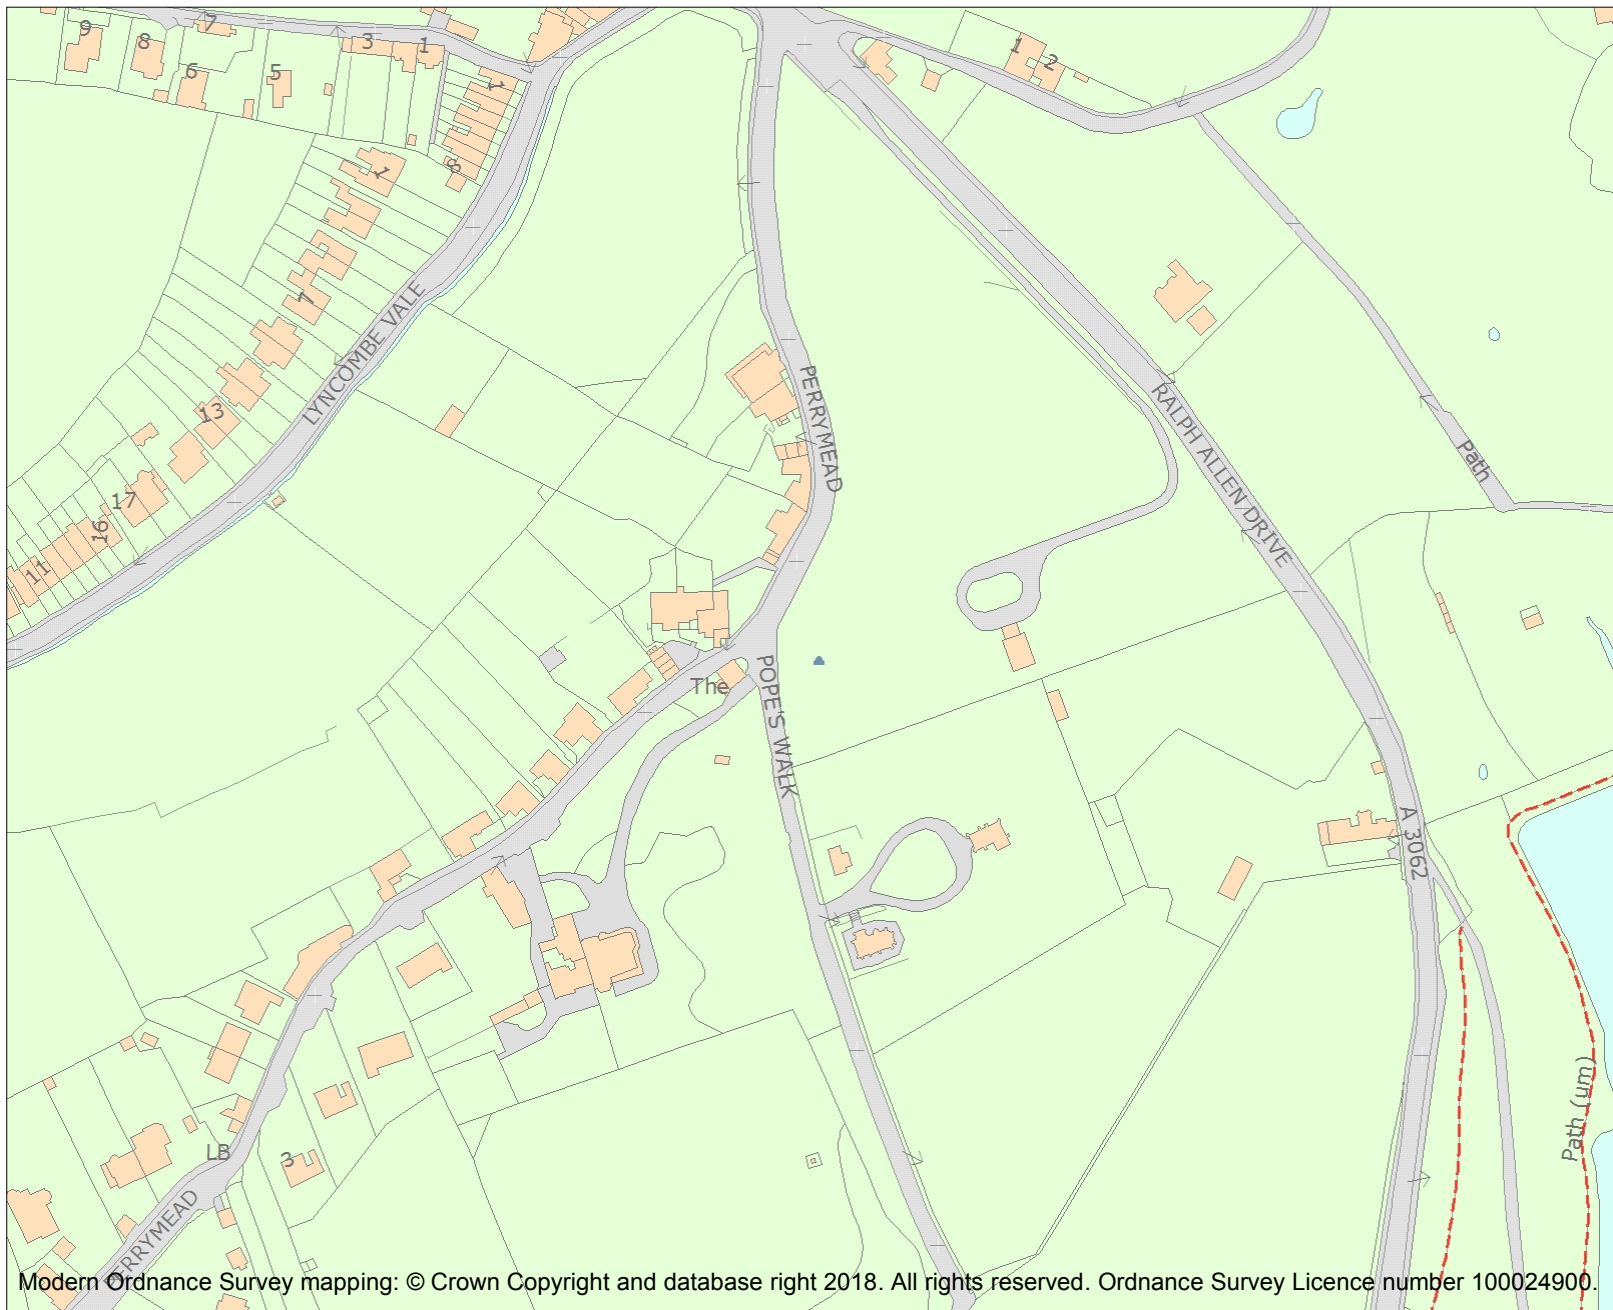 9
8
7
6
5
3
1
1
8
1
2
1
7
13
17
16
11
LYNCOMBE VALE
PERRYMEAD
RALPH ALLEN DRIVE
Path
The
POPE'S WALK
A 3062
Path (um)
LB
3
PERRYMEAD
Modern Ordnance Survey mapping: © Crown Copyright and database right 2018. All rights reserved. Ordnance Survey Licence number 100024900.